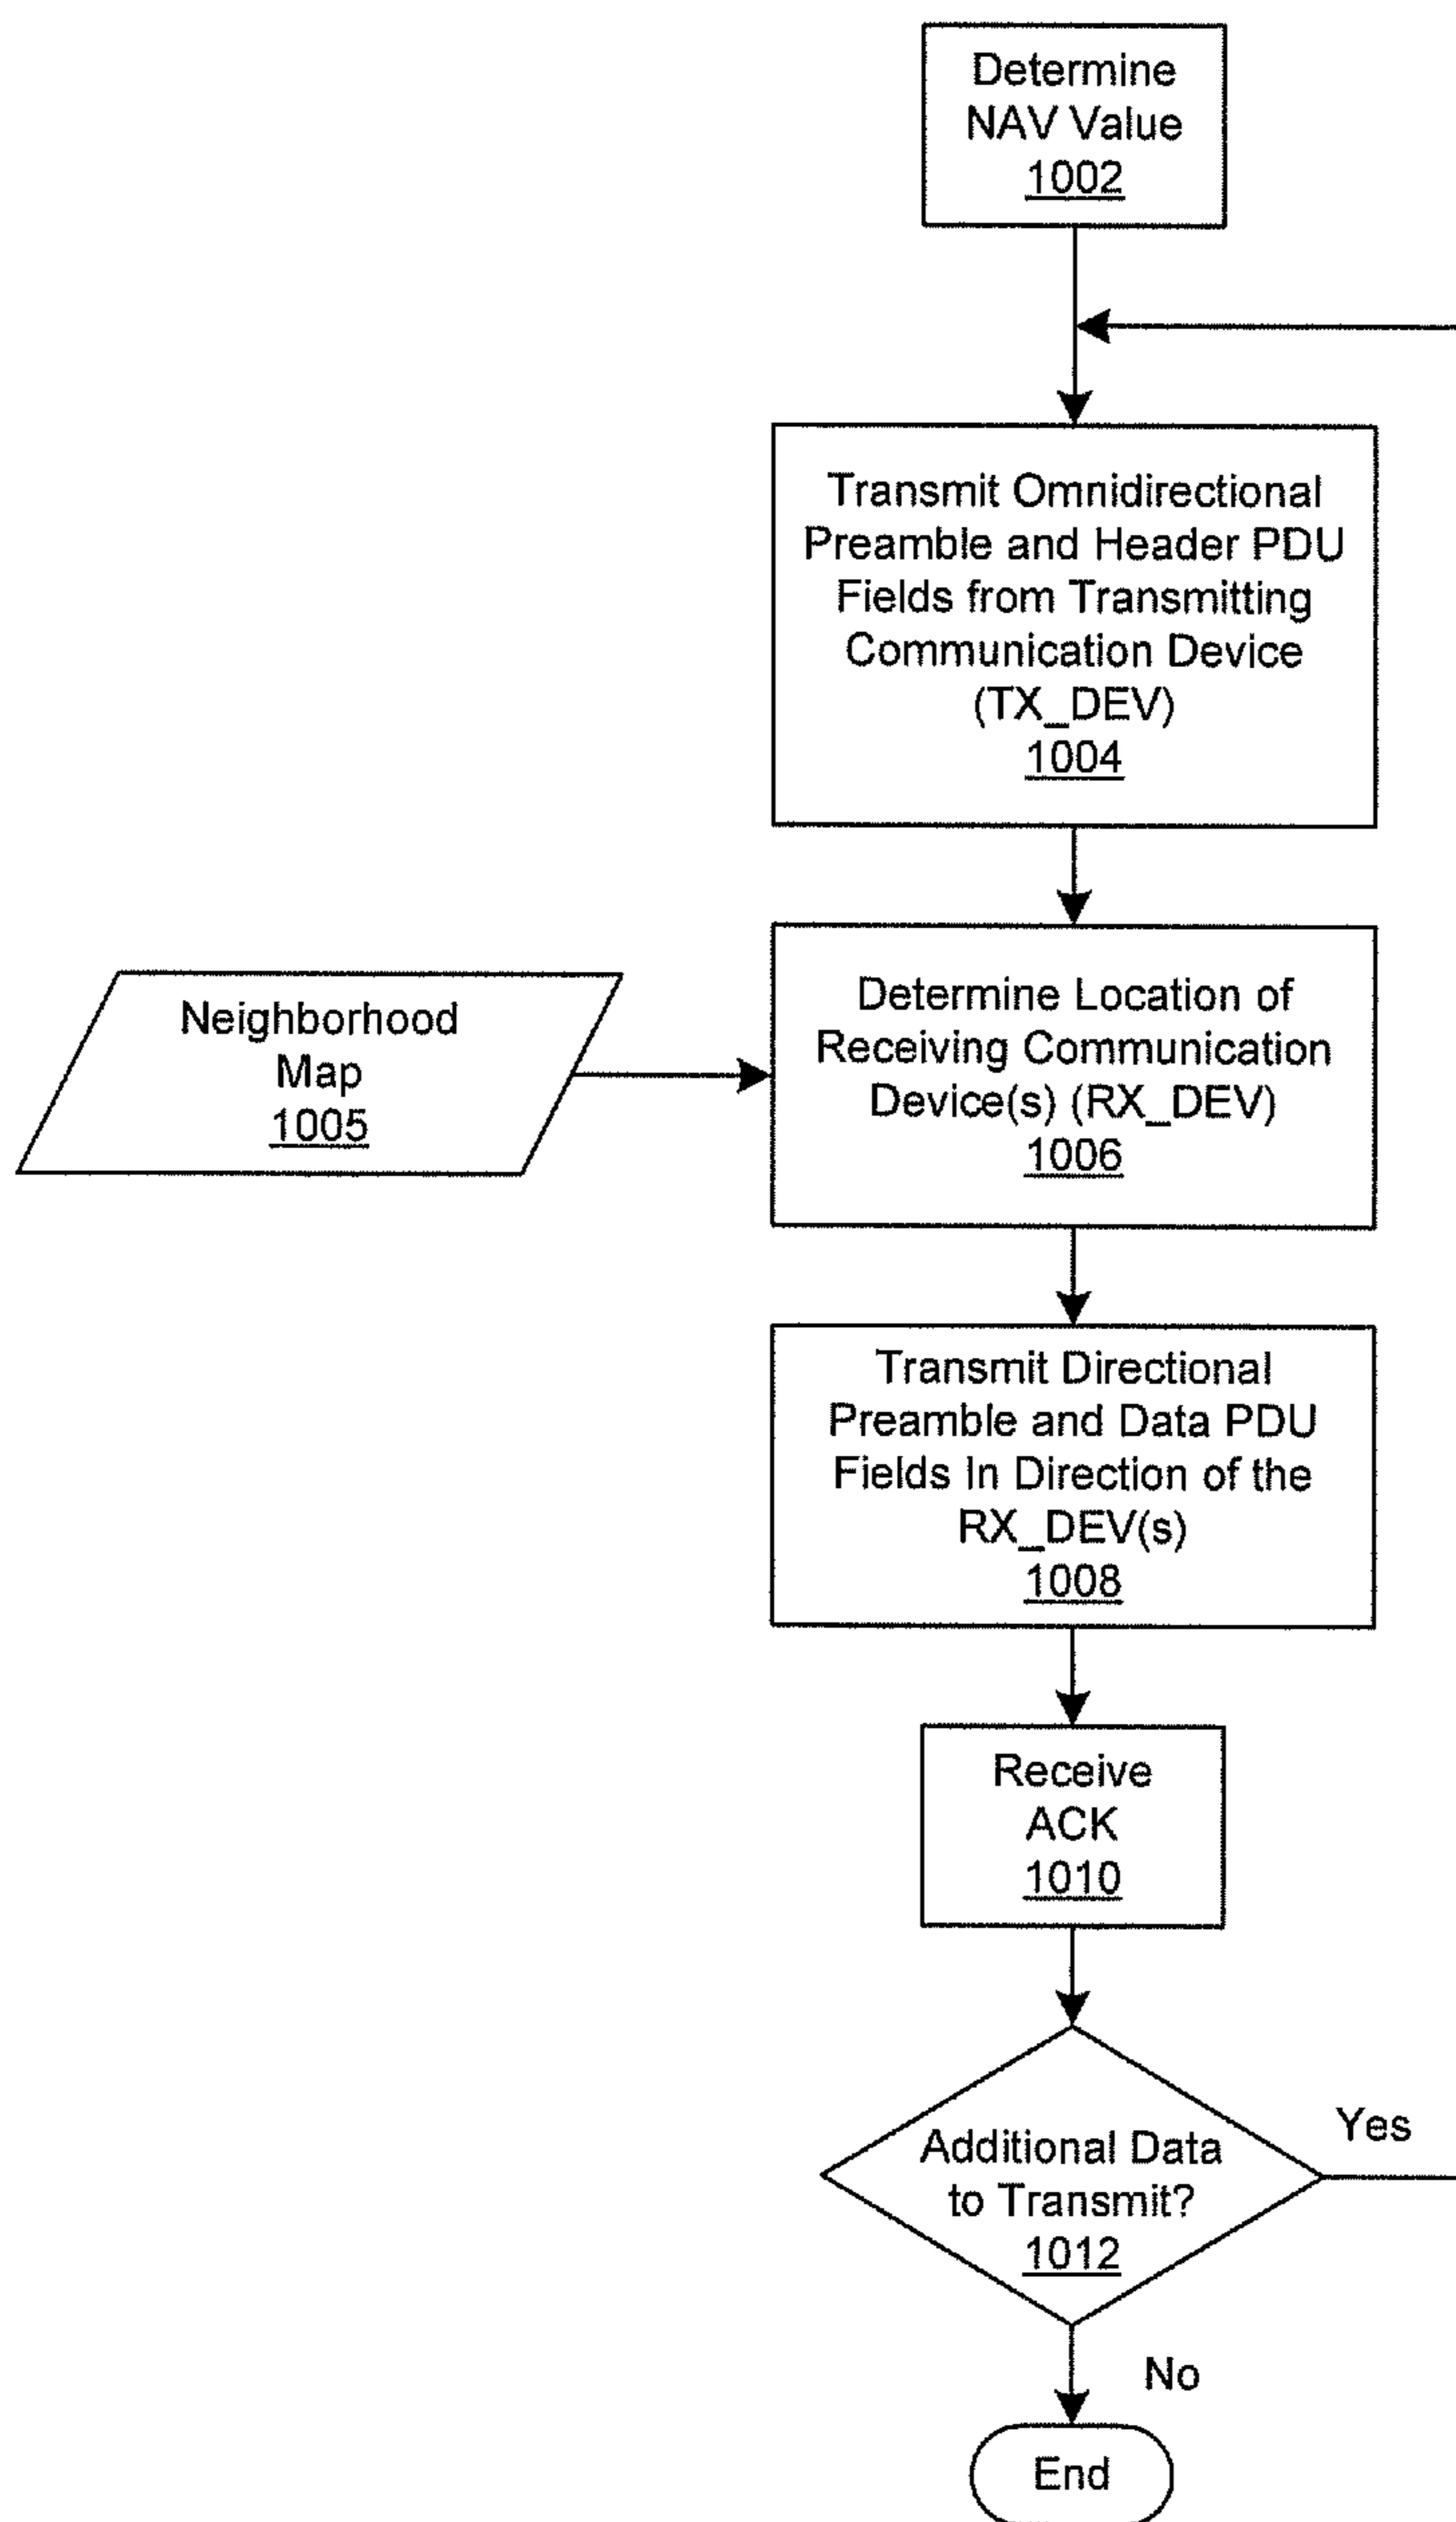 Determine
NAV Value
1002
Transmit Omnidirectional
Preamble and Header PDU
Fields from Transmitting
Communication Device
(TX_DEV)
1004
Neighborhood
Map
1005
Determine Location of
Receiving Communication
Device(s) (RX_DEV)
1006
Transmit Directional
Preamble and Data PDU
Fields In Direction of the
RX_DEV(s)
1008
Receive
ACK
1010
Additional Data
to Transmit?
1012
Yes
No
End